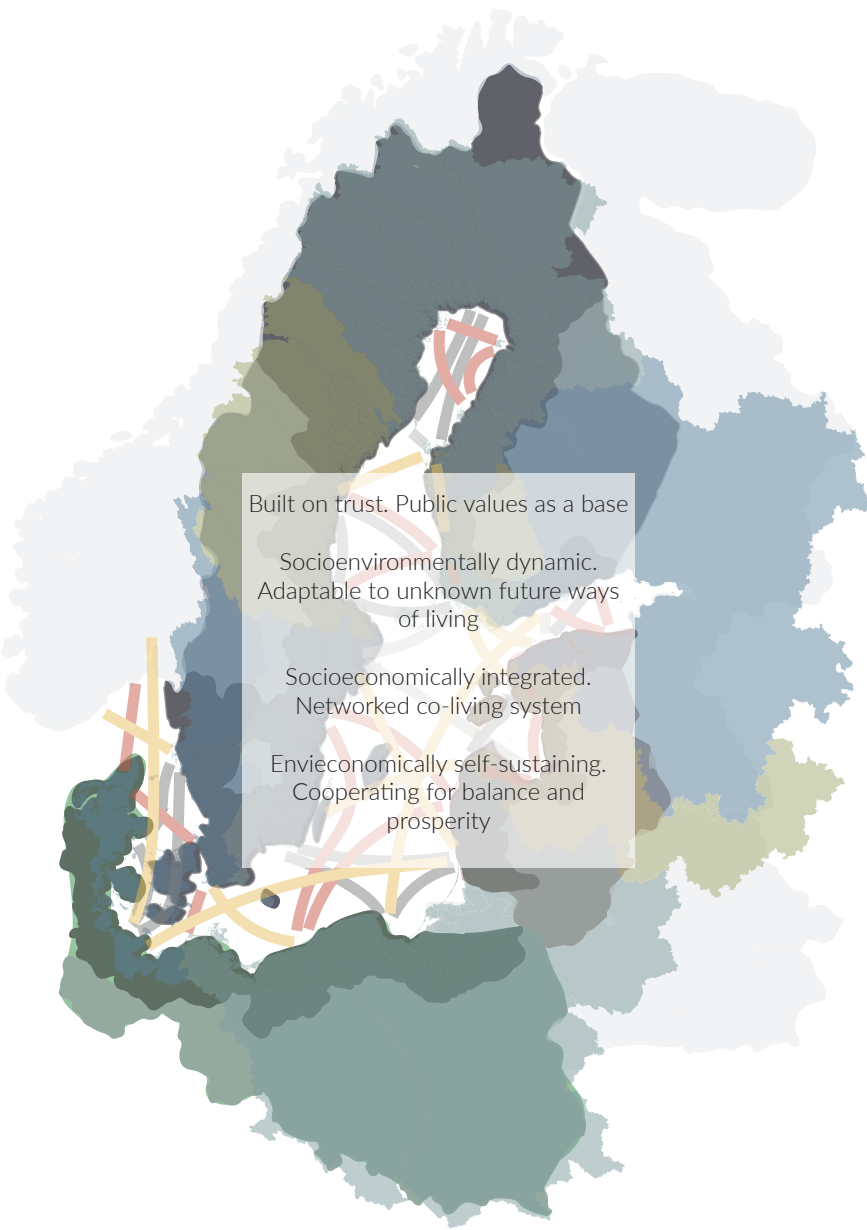 Built on trust. Public values as a base
Socioenvironmentally dynamic.
Adaptable to unknown future ways
of living
Socioeconomically integrated.
Networked co-living system
Envieconomically self-sustaining.
Cooperating for balance and
prosperity